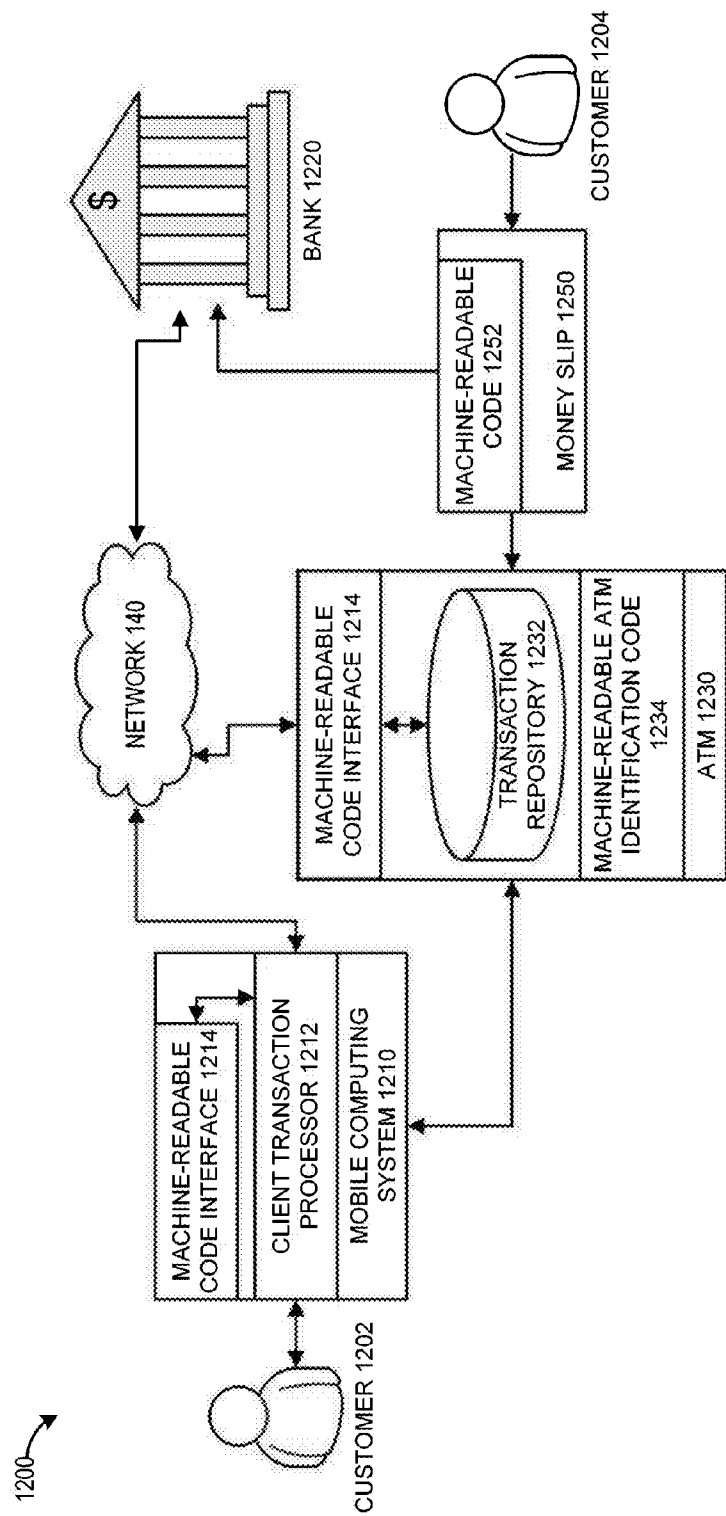 1200
CUSTOMER 1202
MACHINE-READABLE
CODE INTERFACE 1214
CLIENT TRANSACTION
PROCESSOR 1212
MOBILE COMPUTING
SYSTEM 1210
NETWORK 140
MACHINE-READABLE
CODE INTERFACE 1214
TRANSACTION
REPOSITORY 1232
MACHINE-READABLE ATM
IDENTIFICATION CODE
1234
ATM 1230
$
BANK 1220
MACHINE-READABLE
CODE 1252
MONEY SLIP 1250
CUSTOMER 1204